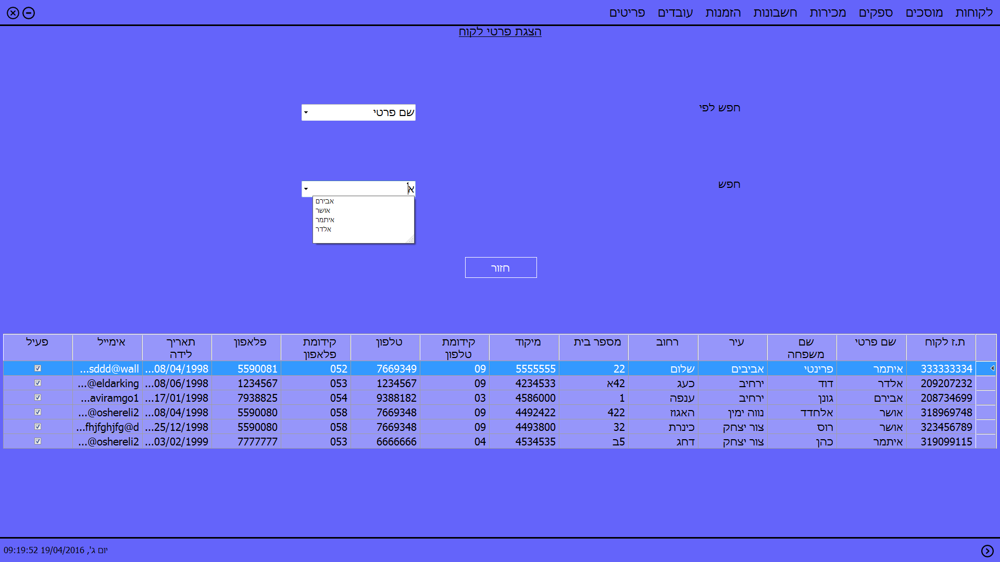 לקוחות מוסכים ספקים מכירות חשבונות הזמנות עובדים פריטים
הצגת פרטי לקוח
חפש לפי שם פרטי
חפש א
אבירם
אושר
איתמר
אלדר
חזור
ת.ז לקוח שם פרטי שם משפחה עיר רחוב מספר בית מיקוד קידומת טלפון טלפון קידומת פלאפון פלאפון תאריך לידה אימייל פעיל
333333334 איתמר פרינטי אביבים שלום 22 5555555 09 7669349 052 5590081 08/04/1998... sddd@wall...
209207232 אלדר דוד ירחיב כעג 42א 4234533 09 1234567 053 1234567 08/06/1998... eldarking@...
208734699 אבירם גונן ירחיב ענפה 1 4586000 03 9388182 054 7938825 17/01/1998... aviramgo1...
318969748 אושר אלחדד נווה ימין האגוז 422 4492422 09 7669348 058 5590080 08/04/1998... oshereli2@...
323456789 אושר רוס צור יצחק כינרת 32 4493800 09 7669348 058 5590080 25/12/1998... fhjfghjfg@d...
319099115 איתמר כהן צור יצחק דחג 5ב 4534535 04 6666666 053 7777777 03/02/1999... oshereli2@...
יום ג', 19/04/2016 09:19:52